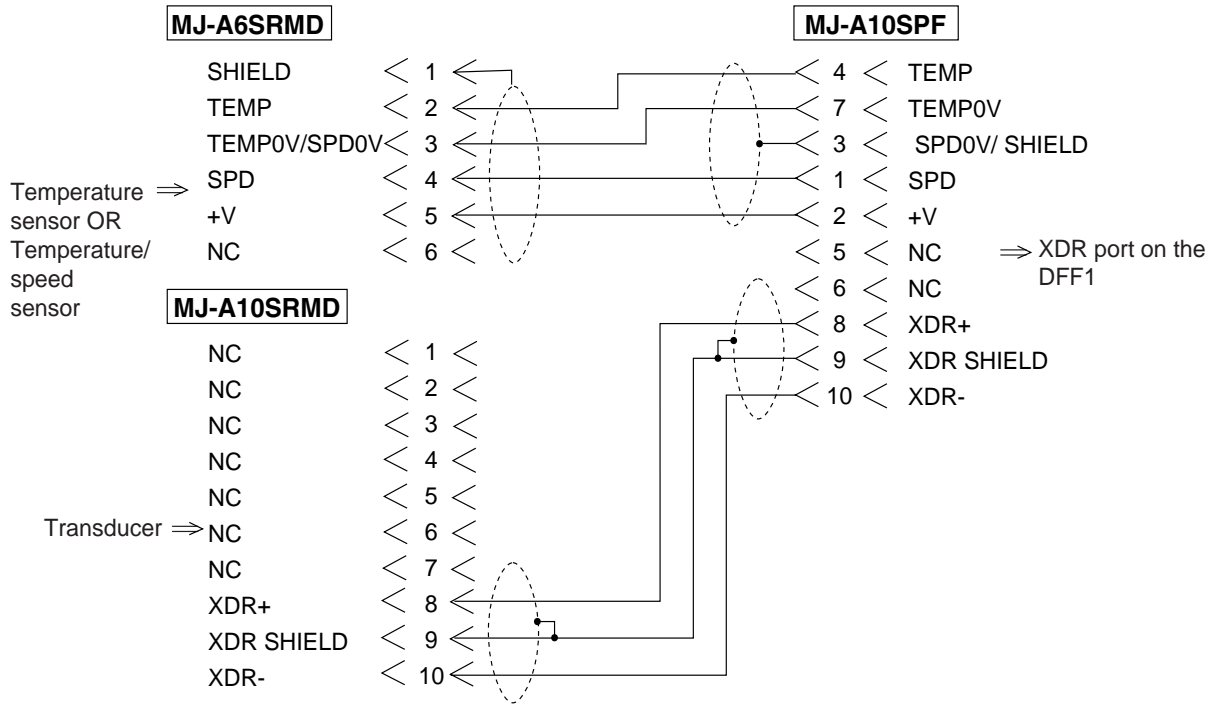 MJ-A6SRMD
SHIELD 1
TEMP 2
TEMP0V/SPD0V 3
SPD 4
+V 5
NC 6
Temperature
sensor OR
Temperature/
speed
sensor
MJ-A10SRMD
NC 1
NC 2
NC 3
NC 4
NC 5
NC 6
NC 7
XDR+ 8
XDR SHIELD 9
XDR- 10
Transducer
MJ-A10SPF
4 TEMP
7 TEMP0V
3 SPD0V/ SHIELD
1 SPD
2 +V
5 NC
6 NC
8 XDR+
9 XDR SHIELD
10 XDR-
XDR port on the
DFF1